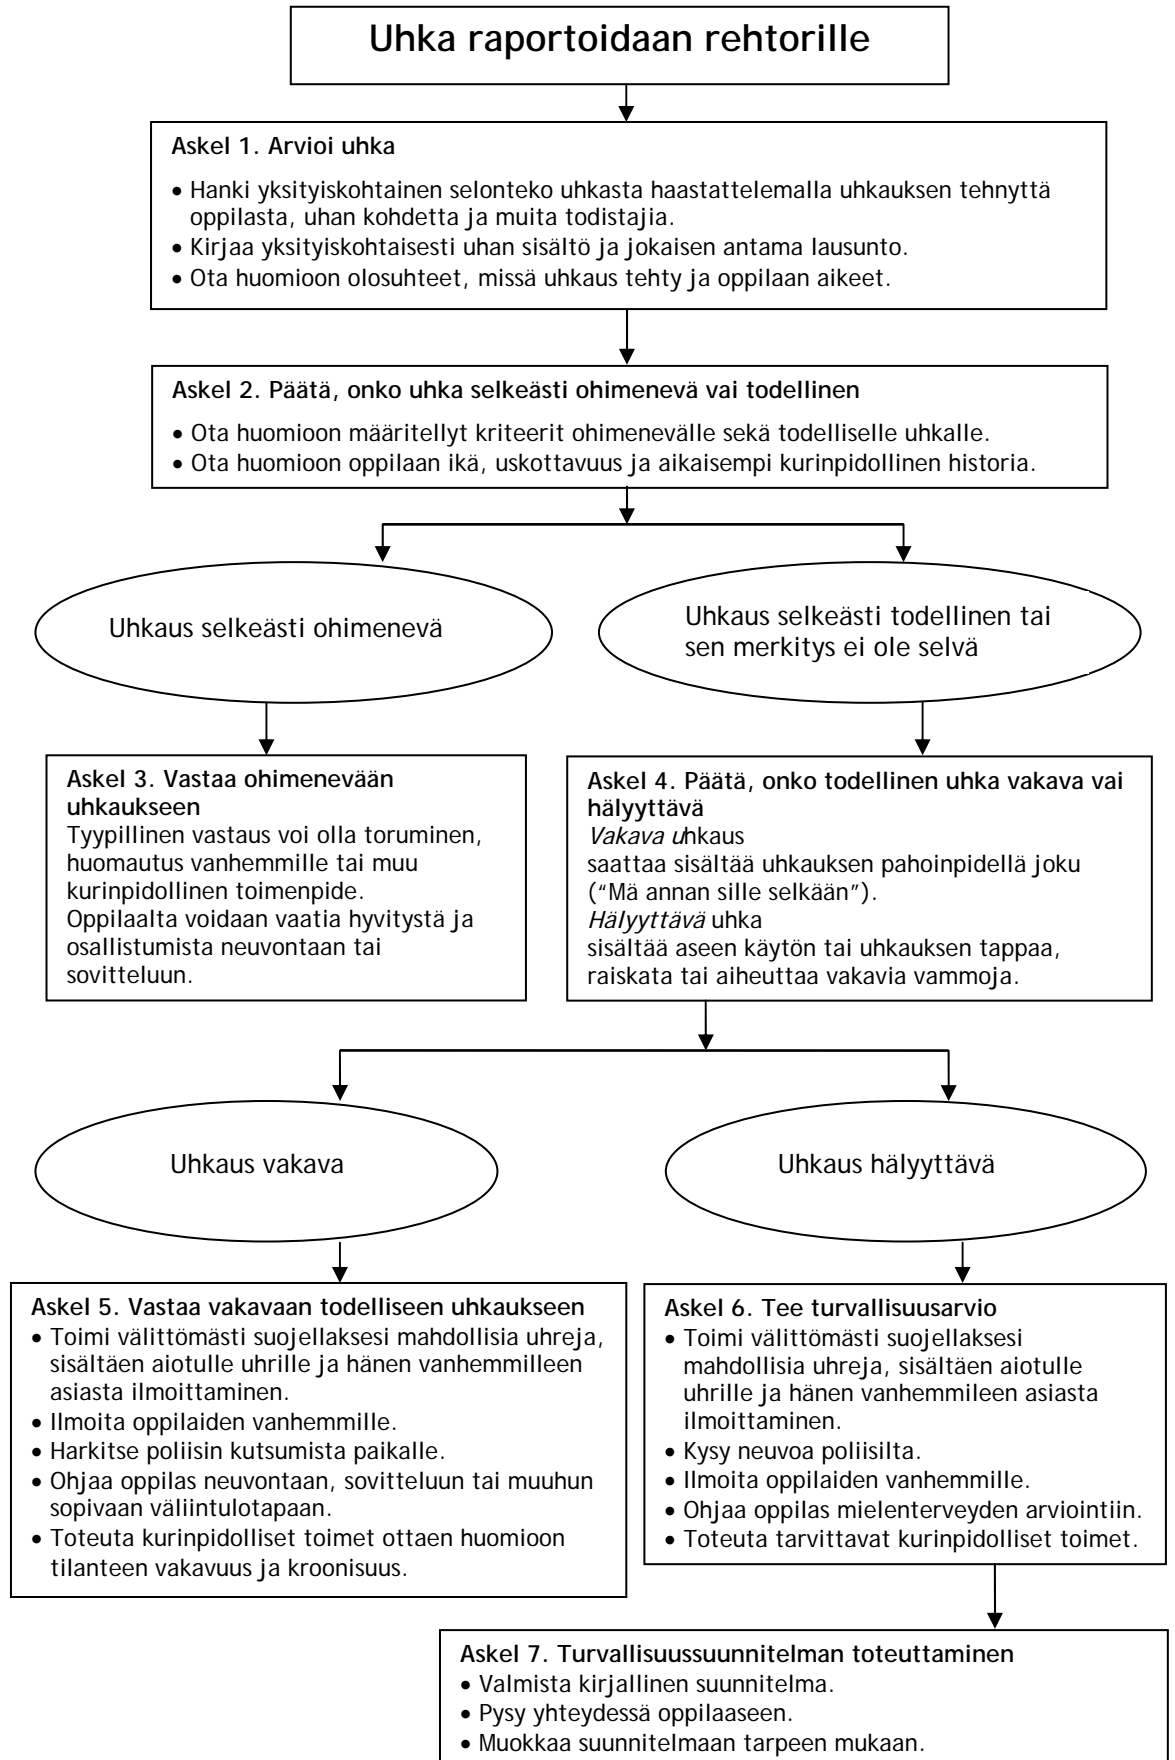 Uhka raportoidaan rehtorille
Askel 1. Arvioi uhka
• Hanki yksityiskohtainen selonteko uhkasta haastattelemalla uhkauksen tehnyttä
oppilasta, uhan kohdetta ja muita todistajia.
• Kirjaa yksityiskohtaisesti uhan sisältö ja jokaisen antama lausunto.
• Ota huomioon olosuhteet, missä uhkaus tehty ja oppilaan aikeet.
Askel 2. Päätä, onko uhka selkeästi ohimenevä vai todellinen
• Ota huomioon määritellyt kriteerit ohimenevälle sekä todelliselle uhkalle.
• Ota huomioon oppilaan ikä, uskottavuus ja aikaisempi kurinpidollinen historia.
Uhkaus selkeästi ohimenevä
Uhkaus selkeästi todellinen tai
sen merkitys ei ole selvä
Askel 3. Vastaa ohimenevään
uhkaukseen
Tyypillinen vastaus voi olla toruminen,
huomautus vanhemmille tai muu
kurinpidollinen toimenpide.
Oppilaalta voidaan vaatia hyvitystä ja
osallistumista neuvontaan tai
sovitteluun.
Askel 4. Päätä, onko todellinen uhka vakava vai
hälyyttävä
Vakava uhkaus
saattaa sisältää uhkauksen pahoinpidellä joku
(“Mä annan sille selkään”).
Hälyyttävä uhka
sisältää aseen käytön tai uhkauksen tappaa,
raiskata tai aiheuttaa vakavia vammoja.
Uhkaus vakava
Uhkaus hälyyttävä
Askel 5. Vastaa vakavaan todelliseen uhkaukseen
• Toimi välittömästi suojellaksesi mahdollisia uhreja,
sisältäen aiotulle uhrille ja hänen vanhemmilleen
asiasta ilmoittaminen.
• Ilmoita oppilaiden vanhemmille.
• Harkitse poliisin kutsumista paikalle.
• Ohjaa oppilas neuvontaan, sovitteluun tai muuhun
sopivaan väliintulotapaan.
• Toteuta kurinpidolliset toimet ottaen huomioon
tilanteen vakavuus ja kroonisuus.
Askel 6. Tee turvallisuusarvio
• Toimi välittömästi suojellaksesi
mahdollisia uhreja, sisältäen aiotulle
uhrille ja hänen vanhemmileen asiasta
ilmoittaminen.
• Kysy neuvoa poliisilta.
• Ilmoita oppilaiden vanhemmille.
• Ohjaa oppilas mielenterveyden arviointiin.
• Toteuta tarvittavat kurinpidolliset toimet.
Askel 7. Turvallisuussuunnitelman toteuttaminen
• Valmista kirjallinen suunnitelma.
• Pysy yhteydessä oppilaaseen.
• Muokkaa suunnitelmaan tarpeen mukaan.